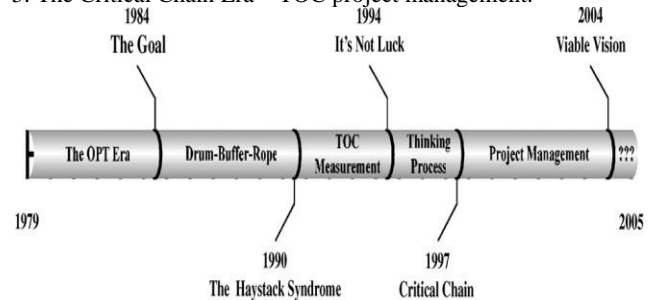 5. The Critical Chain Era – TOC project management.
1984
1994
2004
The Goal
It's Not Luck
Viable Vision
The OPT Era
Drum-Buffer-Rope
TOC
Measurement
Thinking
Process
Project Management
???
1979
2005
1990
1997
The Haystack Syndrome
Critical Chain